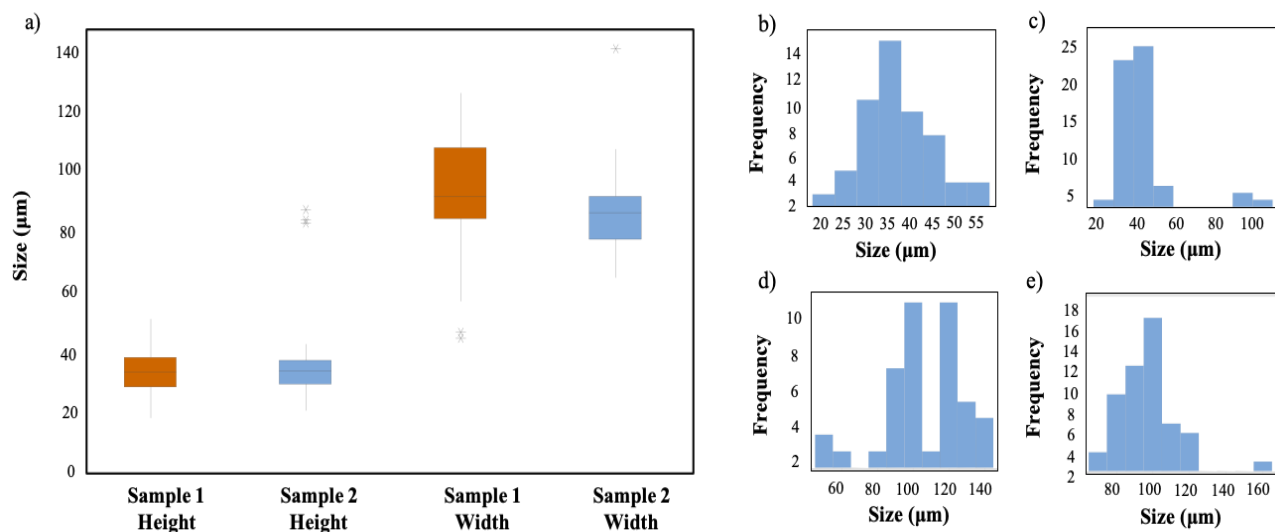 a)
140
120
100
80
60
40
20
0
Size (μm)
Sample 1
Height
Sample 2
Height
Sample 1
Width
Sample 2
Width
b)
14
12
10
8
6
4
2
Frequency
20 25 30 35 40 45 50 55
Size (μm)
c)
25
20
15
10
5
Frequency
20 40 60 80 100
Size (μm)
d)
10
8
6
4
2
Frequency
60 80 100 120 140
Size (μm)
e)
18
16
14
12
10
8
6
4
2
Frequency
80 100 120 140 160
Size (μm)